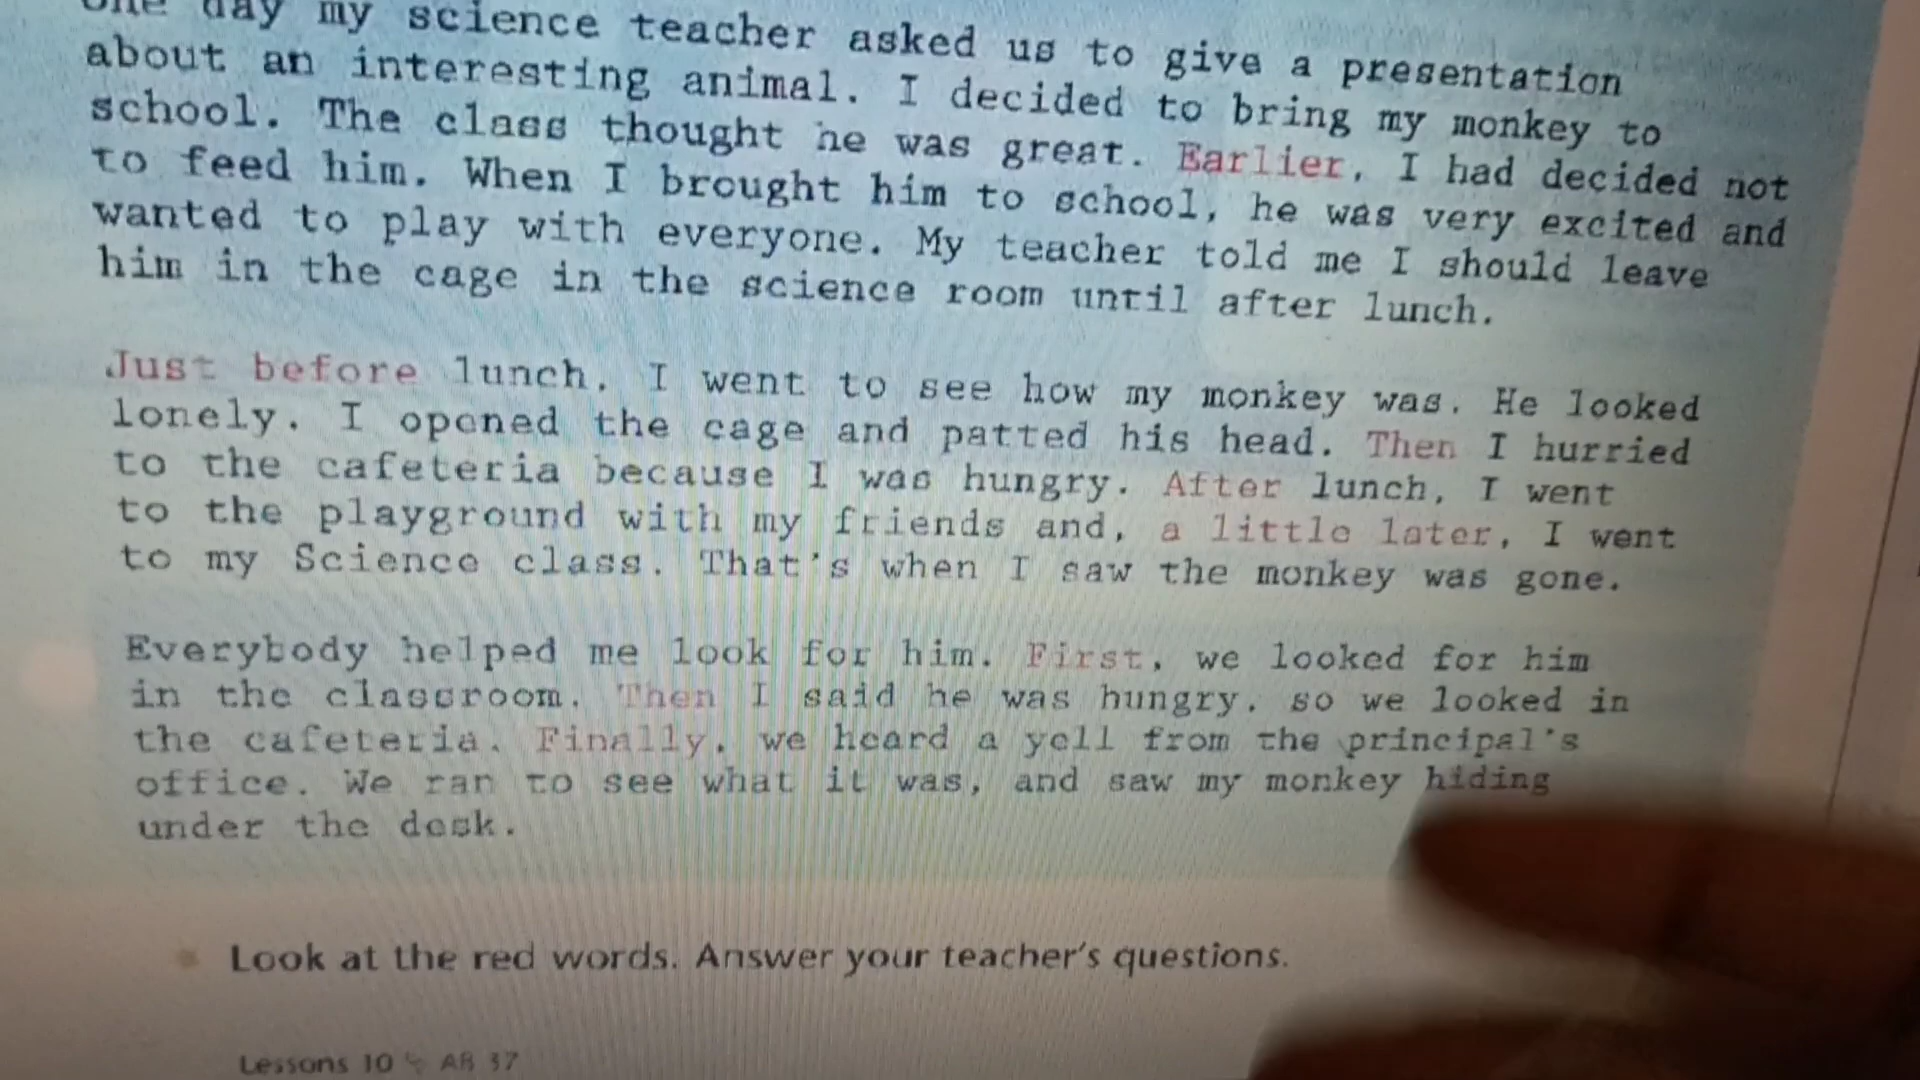 One day my science teacher asked us to give a presentation
about an interesting animal. I decided to bring my monkey to
school. The class thought he was great. Earlier, I had decided not
to feed him. When I brought him to school, he was very excited and
wanted to play with everyone. My teacher told me I should leave
him in the cage in the science room until after lunch.
Just before lunch, I went to see how my monkey was. He looked
lonely. I opened the cage and patted his head. Then I hurried
to the cafeteria because I was hungry. After lunch, I went
to the playground with my friends and, a little later, I went
to my Science class. That's when I saw the monkey was gone.
Everybody helped me look for him. First, we looked for him
in the classroom. Then I said he was hungry, so we looked in
the cafeteria. Finally, we heard a yell from the principal's
office. We ran to see what it was, and saw my monkey hiding
under the desk.
Look at the red words. Answer your teacher's questions.
Lessons 10 AB 37